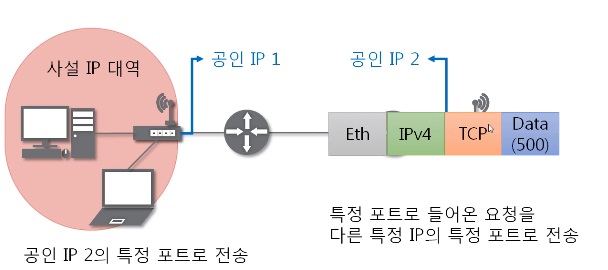 사설 IP 대역
공인 IP 1
공인 IP 2
Eth
IPv4
TCP
Data
(500)
특정 포트로 들어온 요청을
다른 특정 IP의 특정 포트로 전송
공인 IP 2의 특정 포트로 전송